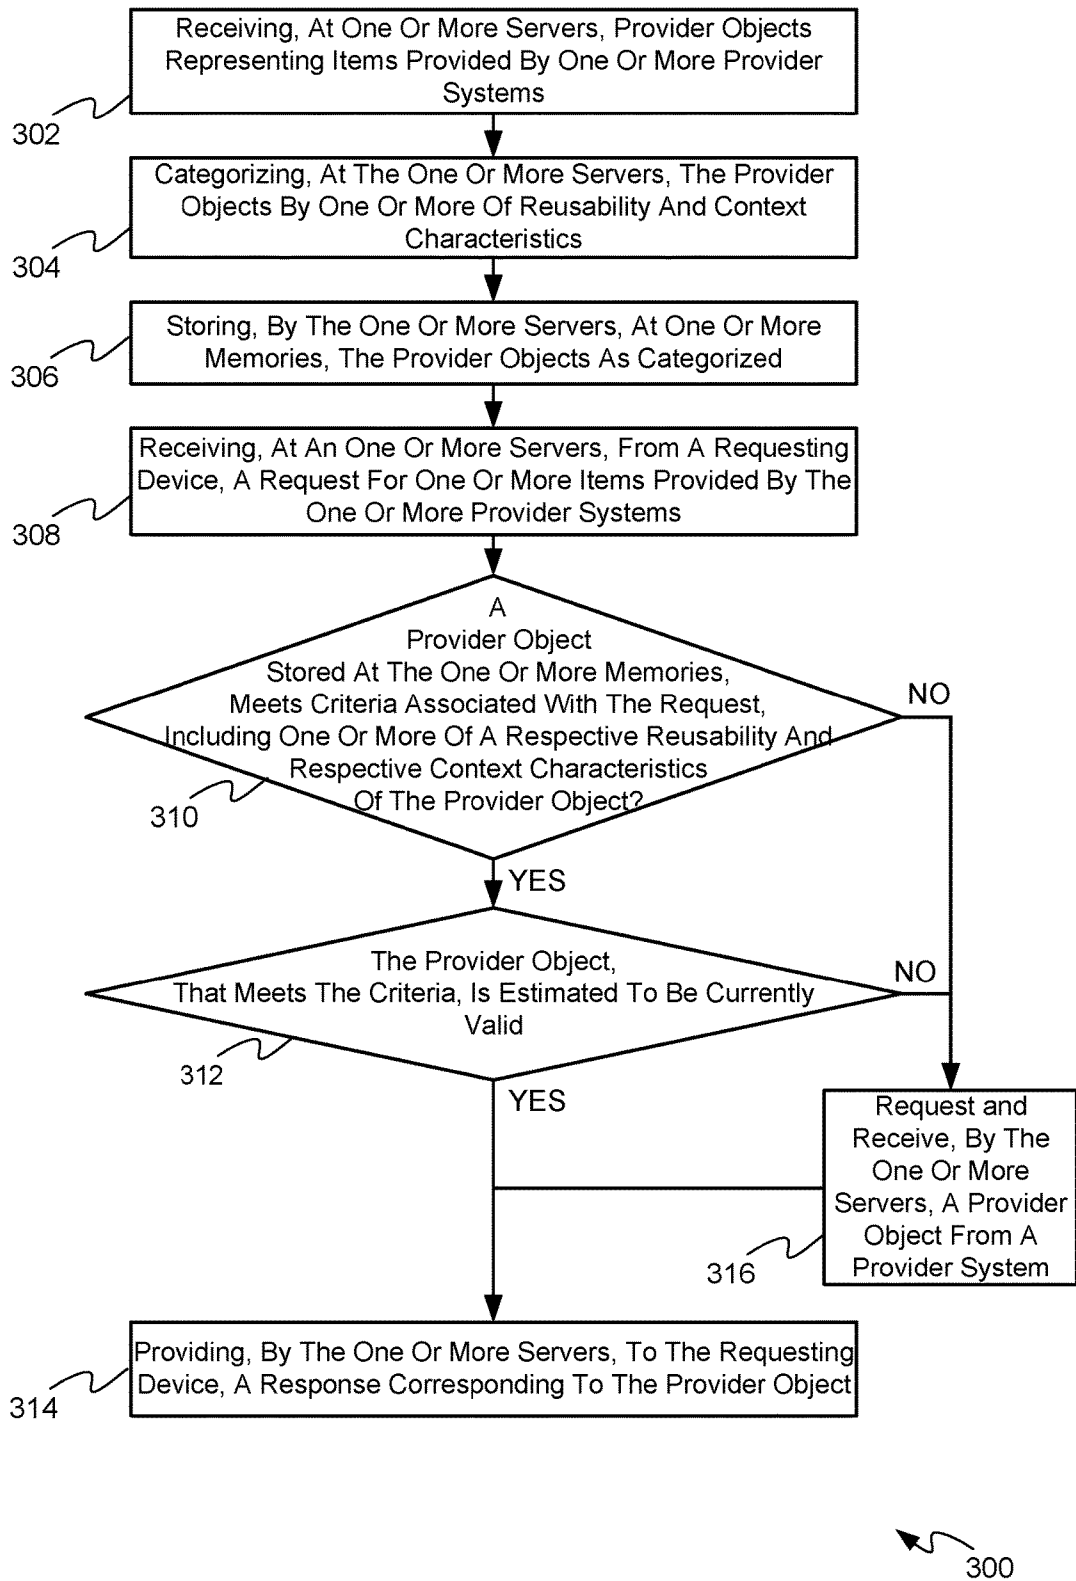 Receiving, At One Or More Servers, Provider Objects
Representing Items Provided By One Or More Provider
Systems
302
Categorizing, At The One Or More Servers, The Provider
Objects By One Or More Of Reusability And Context
Characteristics
304
Storing, By The One Or More Servers, At One Or More
Memories, The Provider Objects As Categorized
306
Receiving, At An One Or More Servers, From A Requesting
Device, A Request For One Or More Items Provided By The
One Or More Provider Systems
308
A
Provider Object
Stored At The One Or More Memories,
Meets Criteria Associated With The Request,
Including One Or More Of A Respective Reusability And
Respective Context Characteristics
Of The Provider Object?
310
NO
YES
The Provider Object,
That Meets The Criteria, Is Estimated To Be Currently
Valid
312
NO
YES
Request and
Receive, By The
One Or More
Servers, A Provider
Object From A
Provider System
316
Providing, By The One Or More Servers, To The Requesting
Device, A Response Corresponding To The Provider Object
314
300